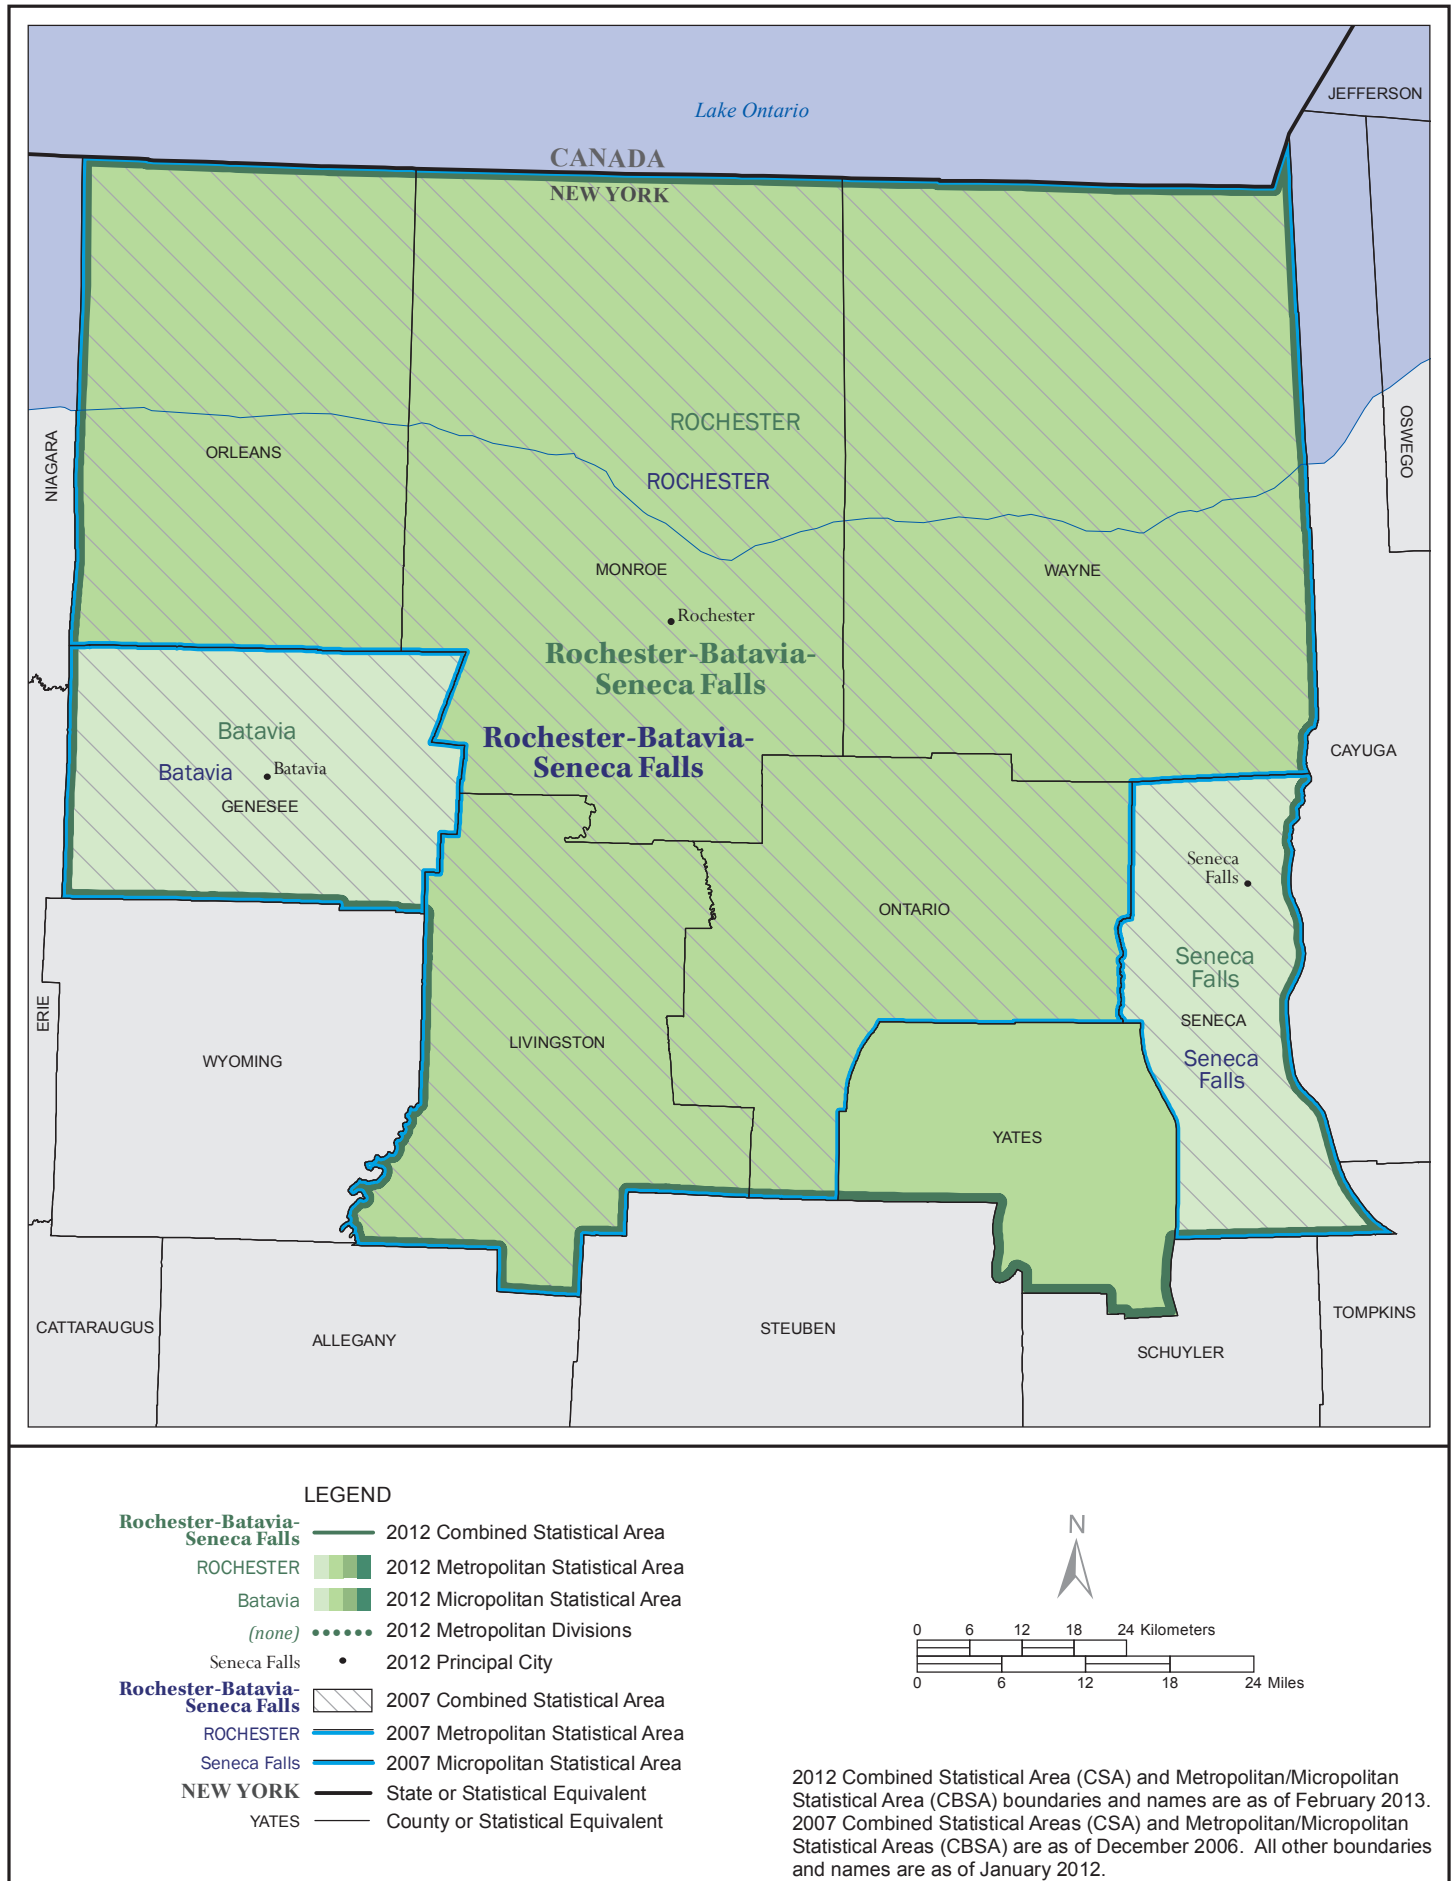 Lake Ontario
JEFFERSON
CANADA
NEW YORK
NIAGARA
ORLEANS
ROCHESTER
ROCHESTER
OSWEGO
MONROE
WAYNE
Rochester
Rochester-Batavia-
Seneca Falls
Rochester-Batavia-
Seneca Falls
Batavia
Batavia
Batavia
GENESEE
CAYUGA
Seneca
Falls
ONTARIO
Seneca
Falls
SENECA
Seneca
Falls
ERIE
WYOMING
LIVINGSTON
YATES
CATTARAUGUS
ALLEGANY
STEUBEN
SCHUYLER
TOMPKINS
LEGEND
Rochester-Batavia-
Seneca Falls
2012 Combined Statistical Area
ROCHESTER
2012 Metropolitan Statistical Area
Batavia
2012 Micropolitan Statistical Area
(none)
2012 Metropolitan Divisions
Seneca Falls
2012 Principal City
Rochester-Batavia-
Seneca Falls
2007 Combined Statistical Area
ROCHESTER
2007 Metropolitan Statistical Area
Seneca Falls
2007 Micropolitan Statistical Area
NEW YORK
State or Statistical Equivalent
YATES
County or Statistical Equivalent
N
0 6 12 18 24 Kilometers
0 6 12 18 24 Miles
2012 Combined Statistical Area (CSA) and Metropolitan/Micropolitan
Statistical Area (CBSA) boundaries and names are as of February 2013.
2007 Combined Statistical Areas (CSA) and Metropolitan/Micropolitan
Statistical Areas (CBSA) are as of December 2006. All other boundaries
and names are as of January 2012.